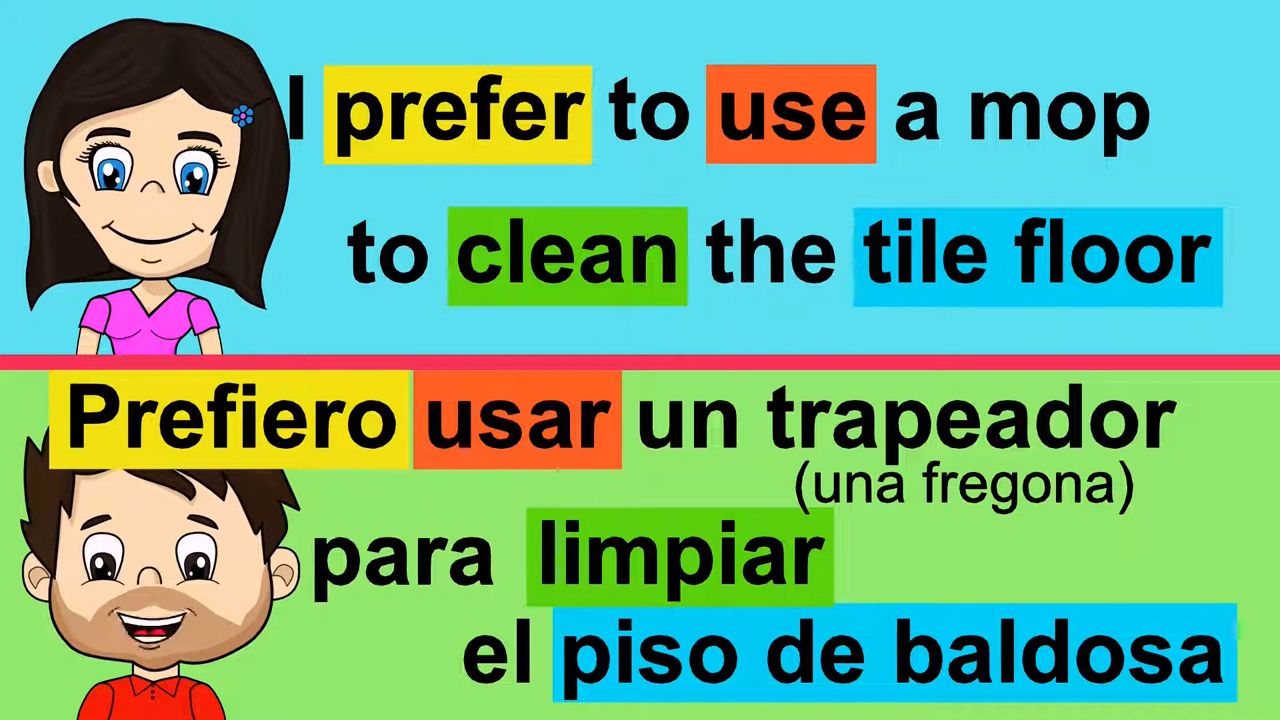 I prefer to use a mop
to clean the tile floor
Prefiero usar un trapeador
(una fregona)
para limpiar
el piso de baldosa